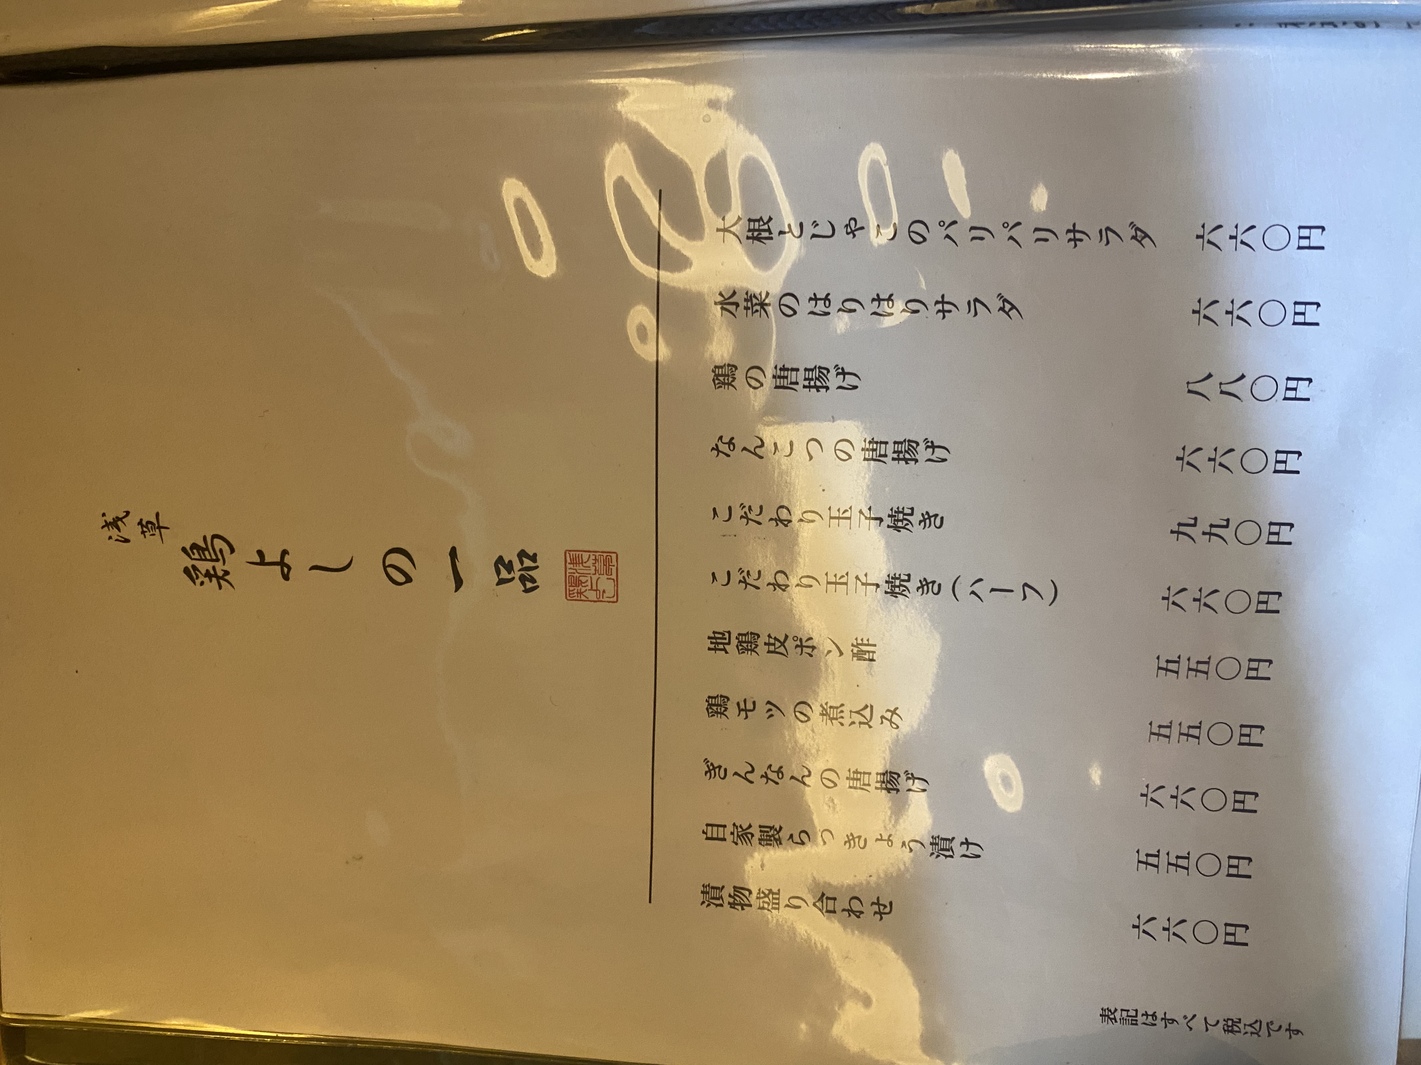 浅草
鶏よしの一品
大根とじゃこのパリパリサラダ 六六〇円
水菜のはりはりサラダ 六六〇円
鶏の唐揚げ 八八〇円
なんこつの唐揚げ 六六〇円
こだわり玉子焼き 九九〇円
こだわり玉子焼き(ハーフ) 六六〇円
地鶏皮ポン酢 五五〇円
鶏モツの煮込み 五五〇円
ぎんなんの唐揚げ 六六〇円
自家製らっきょう漬け 五五〇円
漬物盛り合わせ 六六〇円
表記はすべて税込です